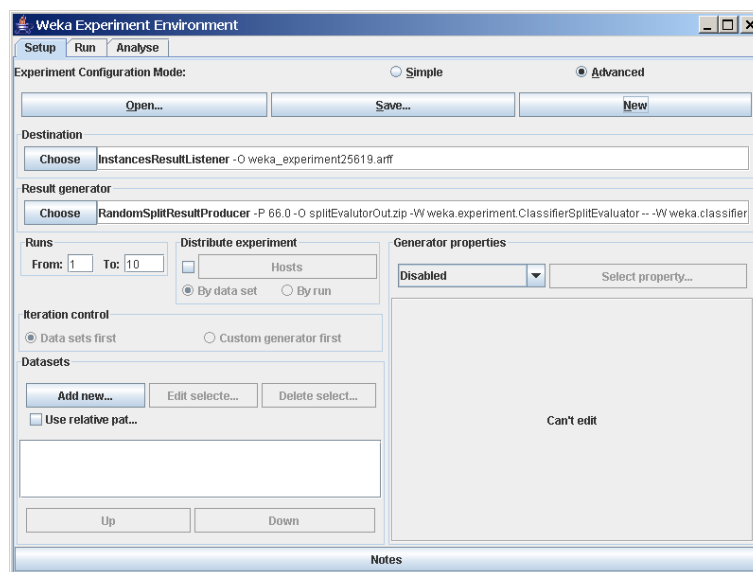 Weka Experiment Environment
Setup Run Analyse
Experiment Configuration Mode: Simple Advanced
Open... Save... New
Destination
Choose InstancesResultListener -O weka_experiment25619.arff
Result generator
Choose RandomSplitResultProducer -P 66.0 -O splitEvalutorOut.zip -W weka.experiment.ClassifierSplitEvaluator -- -W weka.classifier
Runs Distribute experiment Generator properties
From: 1 To: 10 Hosts Disabled Select property...
By data set By run
Iteration control
Data sets first Custom generator first
Datasets
Add new... Edit selecte... Delete select...
Use relative pat... Can't edit
Up Down
Notes